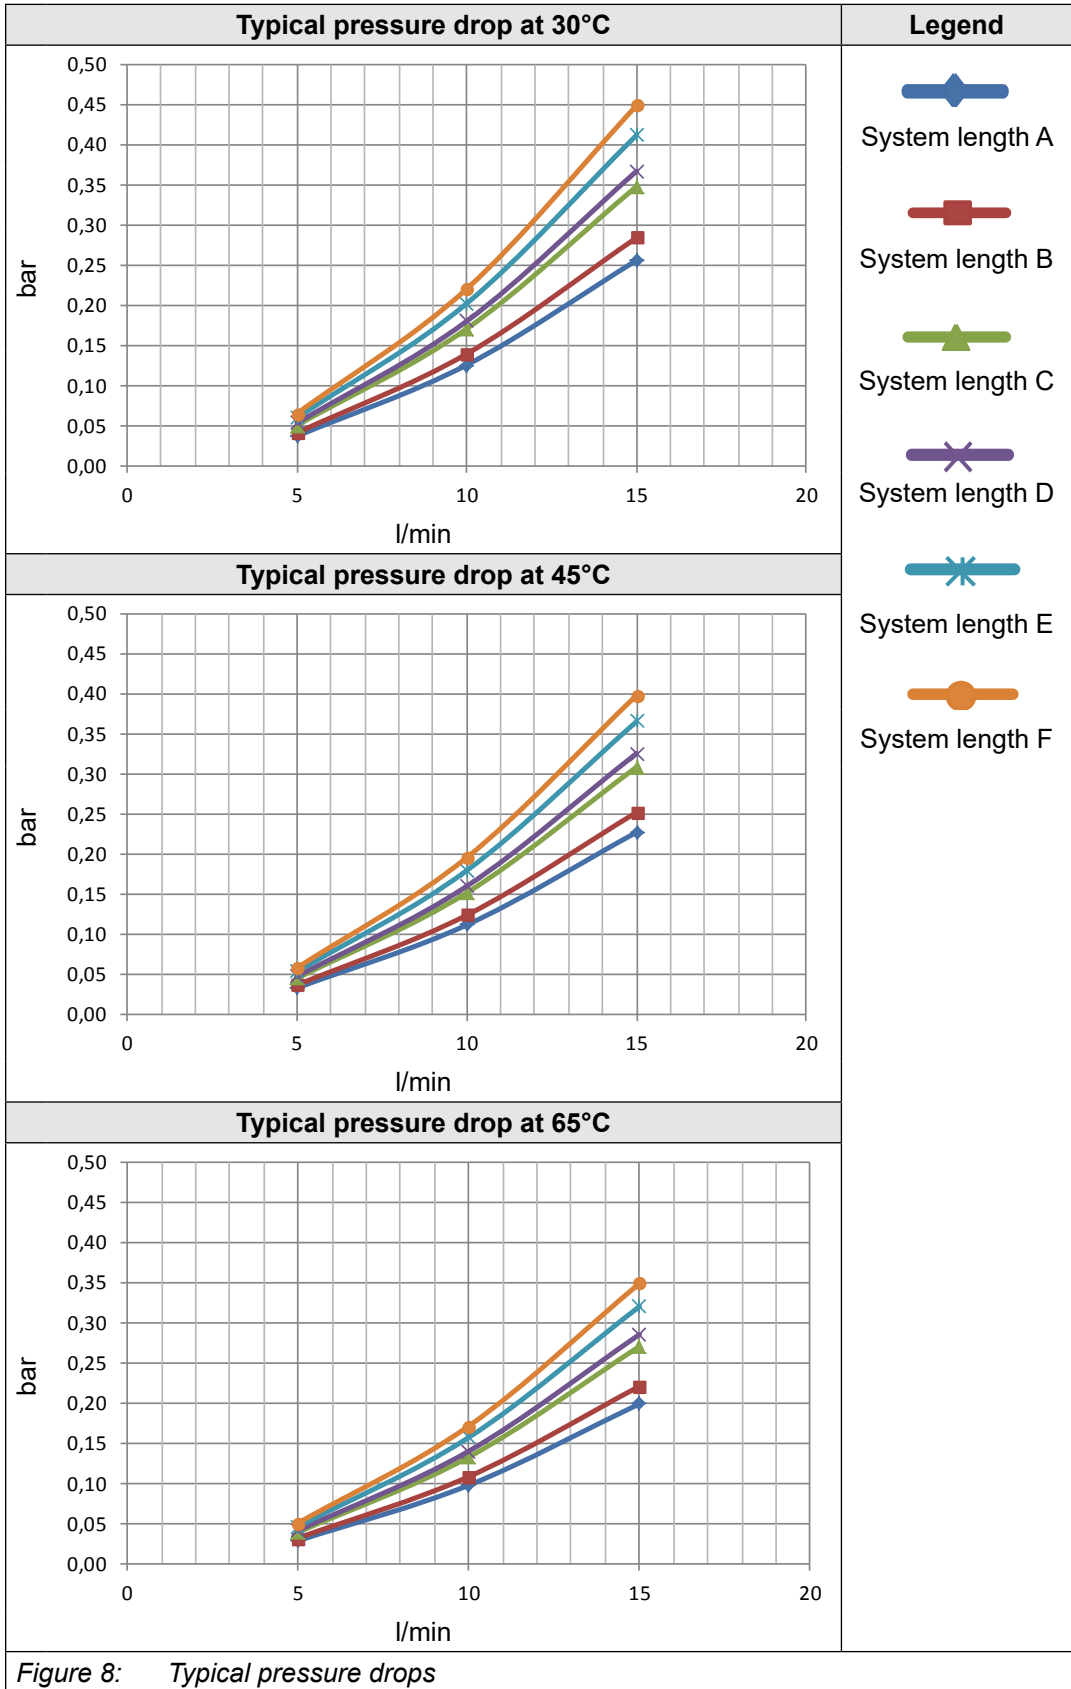 Typical pressure drop at 30°C
Legend
0,50
0,45
0,40
0,35
0,30
0,25
0,20
0,15
0,10
0,05
0,00
bar
0 5 10 15 20
l/min
System length A
System length B
System length C
System length D
System length E
System length F
Typical pressure drop at 45°C
0,50
0,45
0,40
0,35
0,30
0,25
0,20
0,15
0,10
0,05
0,00
bar
0 5 10 15 20
l/min
Typical pressure drop at 65°C
0,50
0,45
0,40
0,35
0,30
0,25
0,20
0,15
0,10
0,05
0,00
bar
0 5 10 15 20
l/min
Figure 8: Typical pressure drops